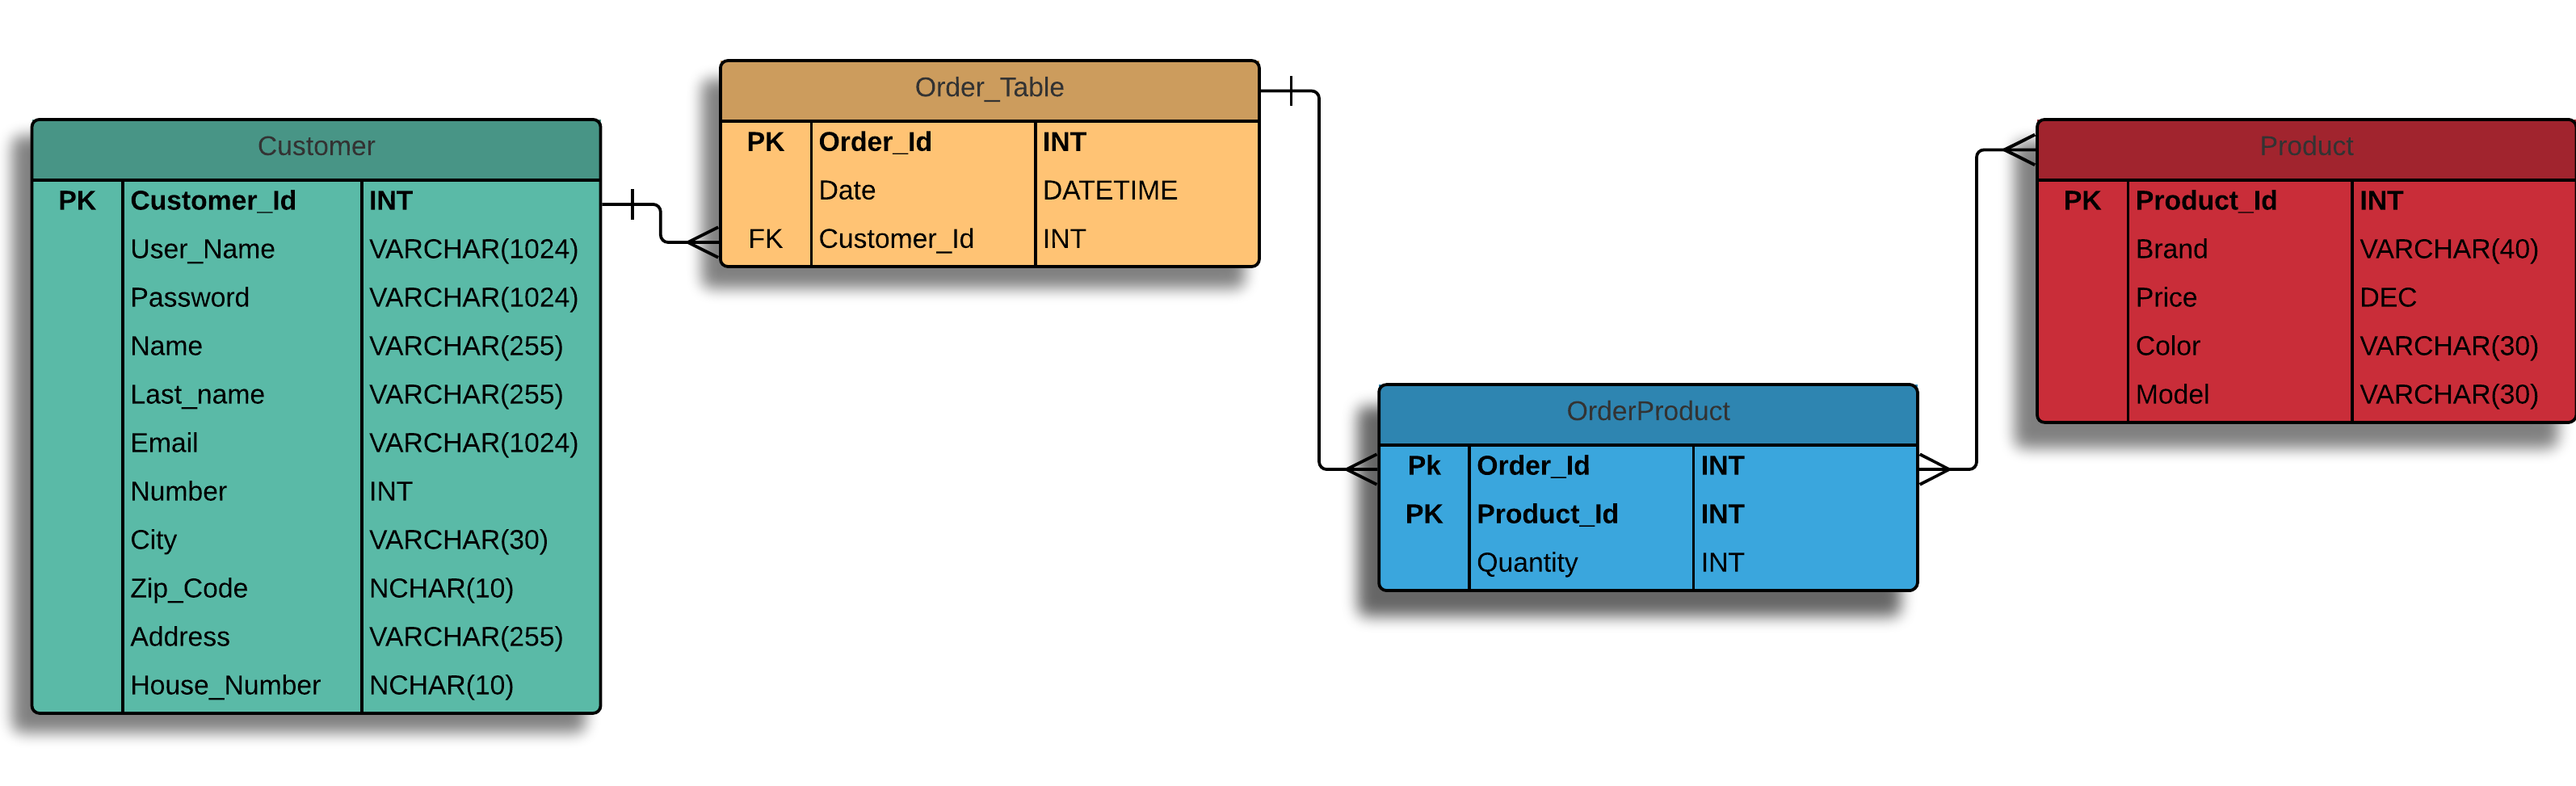 Customer
PK Customer_Id INT
User_Name VARCHAR(1024)
Password VARCHAR(1024)
Name VARCHAR(255)
Last_name VARCHAR(255)
Email VARCHAR(1024)
Number INT
City VARCHAR(30)
Zip_Code NCHAR(10)
Address VARCHAR(255)
House_Number NCHAR(10)
Order_Table
PK Order_Id INT
Date DATETIME
FK Customer_Id INT
OrderProduct
Pk Order_Id INT
PK Product_Id INT
Quantity INT
Product
PK Product_Id INT
Brand VARCHAR(40)
Price DEC
Color VARCHAR(30)
Model VARCHAR(30)